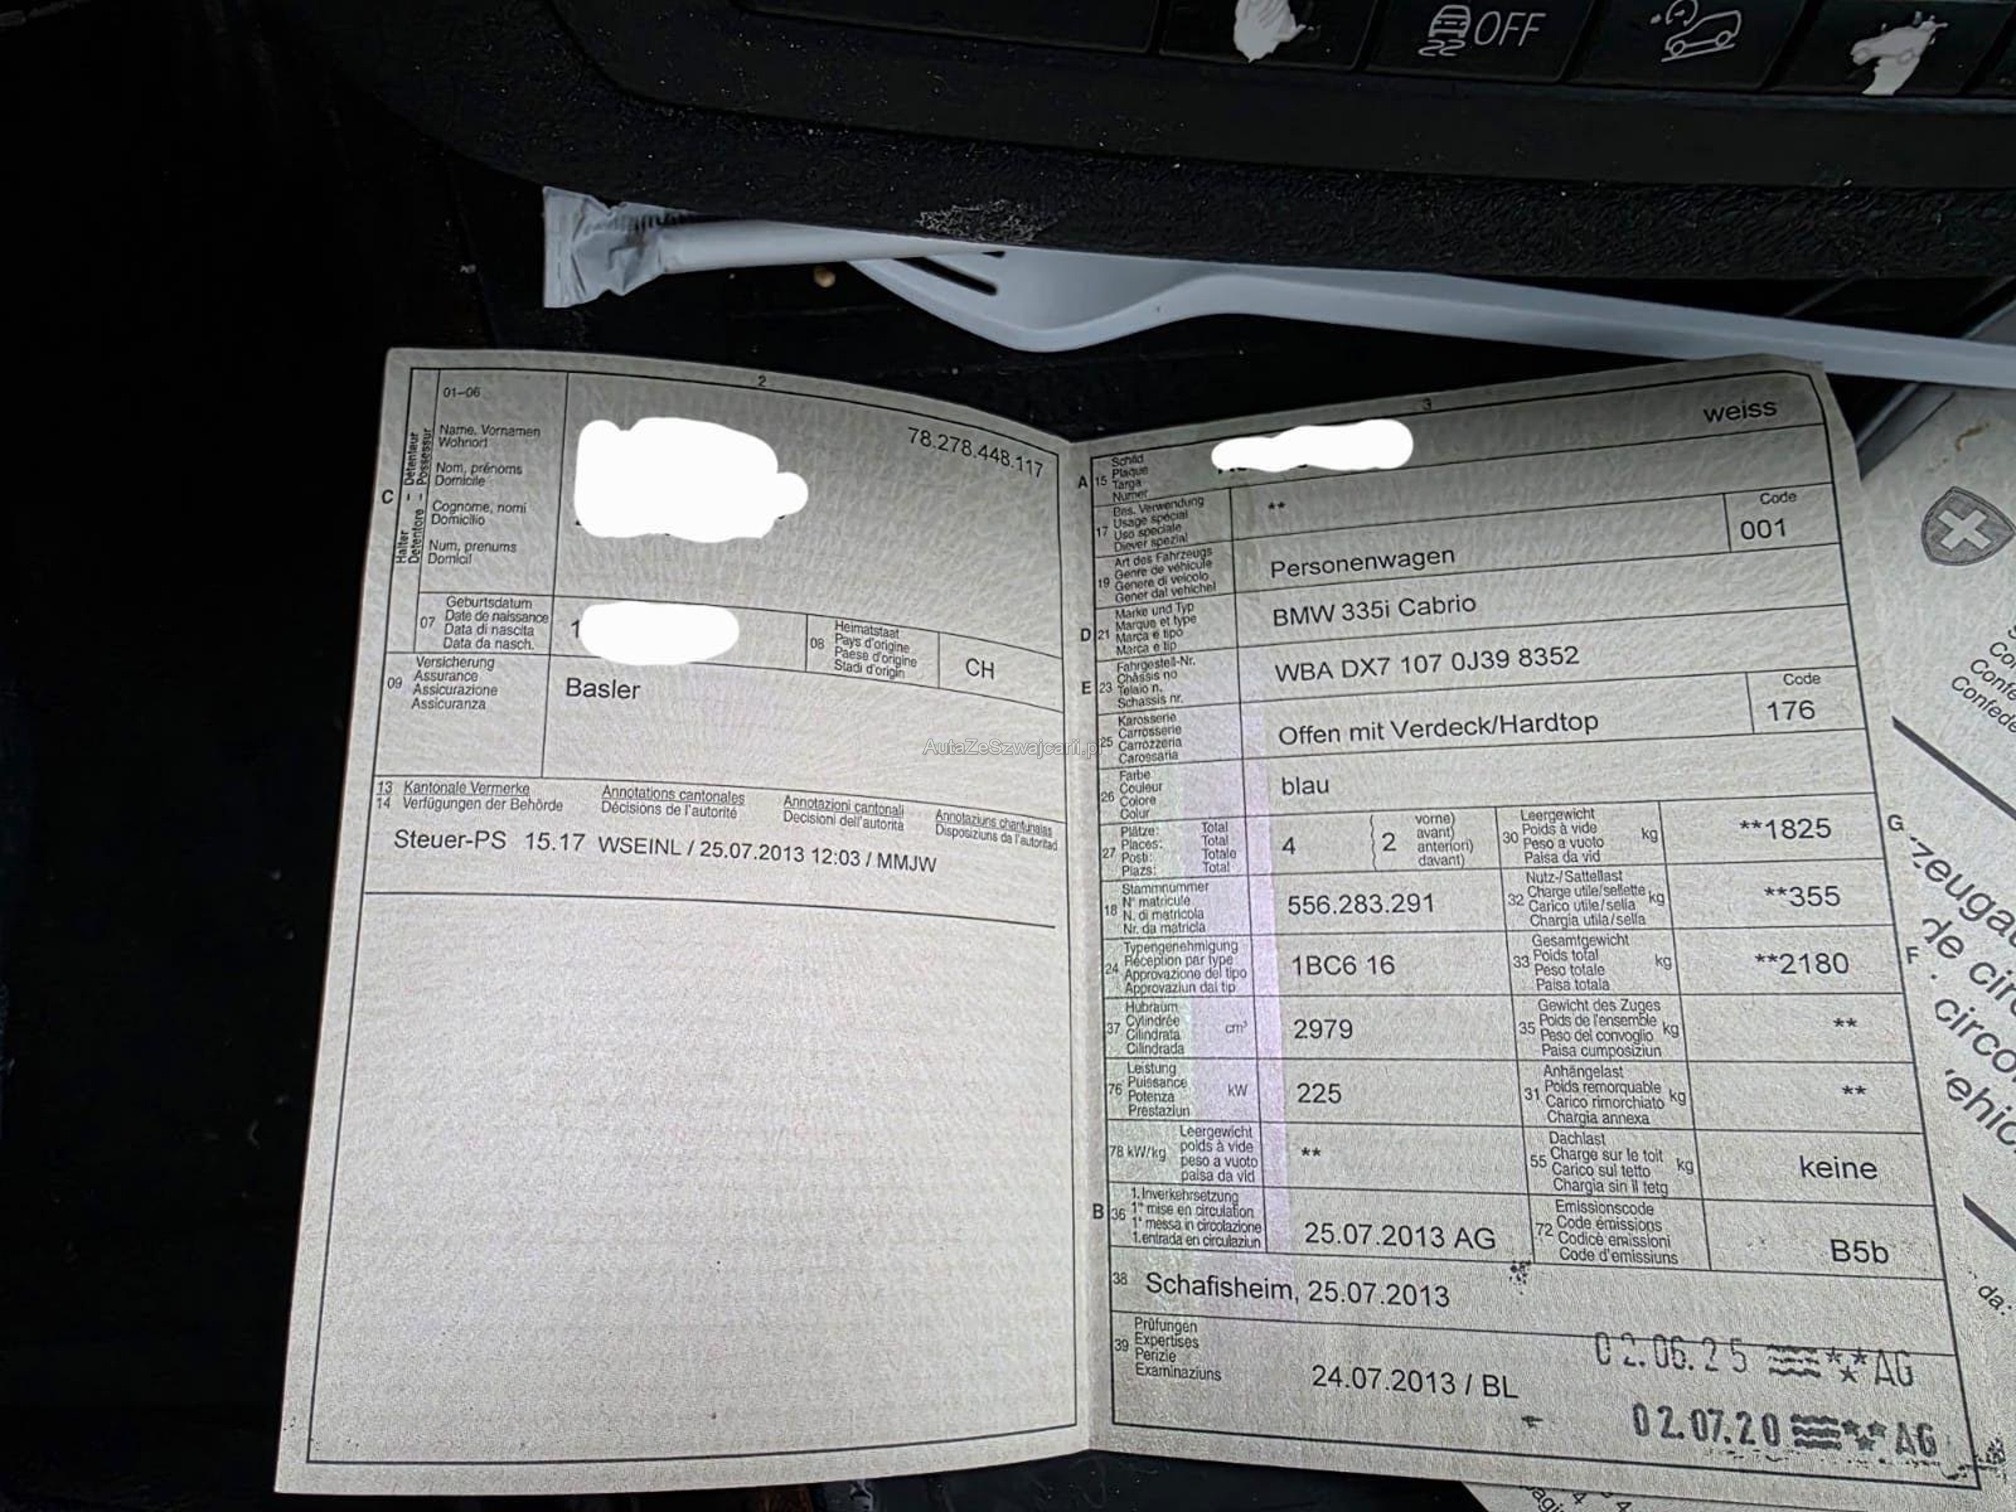 OFF
2
01-06
78.278.448.117
C
Halter - Détenteur
Detentore - Possessur
Name, Vornamen
Wohnort
Nom, prénoms
Domicile
Cognome, nomi
Domicilio
Num, prenums
Domicil
07 Geburtsdatum
Date de naissance
Data di nascita
Data da nasch.
1
08 Heimatstaat
Pays d'origine
Paese d'origine
Stadi d'origin
CH
09 Versicherung
Assurance
Assicurazione
Assicuranza
Basler
13 Kantonale Vermerke Annotations cantonales Annotazioni cantonali Annotaziuns chantunalas
14 Verfügungen der Behörde Décisions de l'autorité Decisioni dell'autorità Disposiziuns da l'autoritad
Steuer-PS 15.17 WSEINL / 25.07.2013 12:03 / MMJW
AutaZeSzwajcarii.pl
3
A 15 Schild
Plaque
Targa
Numer
weiss
17 Bes. Verwendung
Usage spécial
Uso speciale
Diever spezial
**
19 Art des Fahrzeugs
Genre de véhicule
Genere di veicolo
Gener dal vehichel
Personenwagen
Code
001
D 21 Marke und Typ
Marque et type
Marca e tipo
Marca e tip
BMW 335i Cabrio
E 23 Fahrgestell-Nr.
Châssis no
Telaio n.
Schassis nr.
WBA DX7 107 0J39 8352
25 Karosserie
Carrosserie
Carrozzeria
Carossaria
Offen mit Verdeck/Hardtop
Code
176
26 Farbe
Couleur
Colore
Colur
blau
27 Plätze: Total
Places: Total
Posti: Totale
Plazs: Total
4
2
vorne)
avant)
anteriori)
davant)
30 Leergewicht
Poids à vide kg
Peso a vuoto
Paisa da vid
**1825
G
18 Stammnummer
N° matricule
N. di matricola
Nr. da matricla
556.283.291
32 Nutz-/Sattellast
Charge utile/sellette kg
Carico utile/sella
Chargia utila/sella
**355
24 Typengenehmigung
Réception par type
Approvazione del tipo
Approvaziun dal tip
1BC6 16
33 Gesamtgewicht
Poids total kg
Peso totale
Paisa totala
**2180
F
37 Hubraum
Cylindrée cm³
Cilindrata
Cilindrada
2979
35 Gewicht des Zuges
Poids de l'ensemble kg
Peso del convoglio
Paisa cumposiziun
**
76 Leistung
Puissance kW
Potenza
Prestaziun
225
31 Anhängelast
Poids remorquable kg
Carico rimorchiato
Chargia annexa
**
78 kW/kg Leergewicht
poids à vide
peso a vuoto
paisa da vid
**
55 Dachlast
Charge sur le toit kg
Carico sul tetto
Chargia sin il tetg
keine
B 36 1. Inverkehrsetzung
1re mise en circulation
1a messa in circolazione
1. entrada en circulaziun
25.07.2013 AG
72 Emissionscode
Code émissions
Codice emissioni
Code d'emissiuns
B5b
38 Schafisheim, 25.07.2013
39 Prüfungen
Expertises
Perizie
Examinaziuns
24.07.2013 / BL
02.06.25 AG
02.07.20 AG